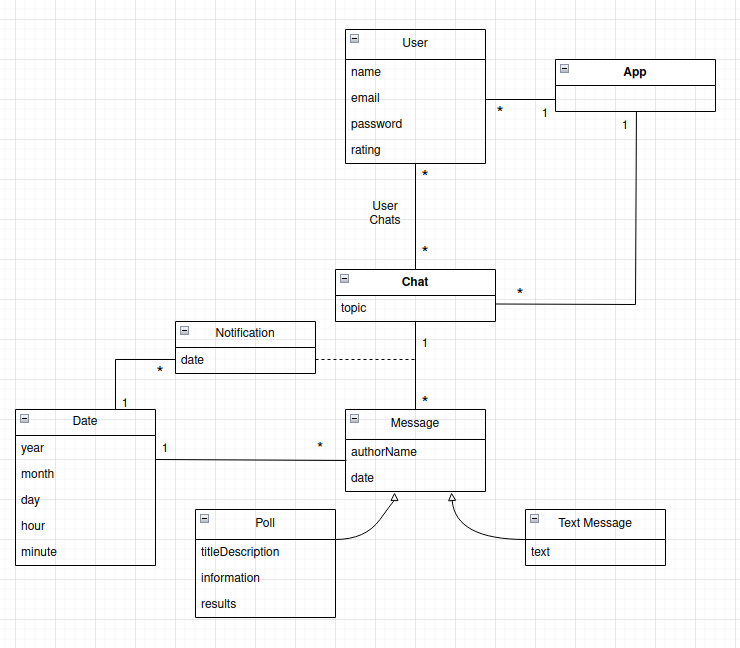 User
name
email
password
rating
App
*
1
1
*
User
Chats
*
Chat
topic
*
1
*
Notification
date
*
1
Date
year
month
day
hour
minute
1
*
Message
authorName
date
Poll
titleDescription
information
results
Text Message
text